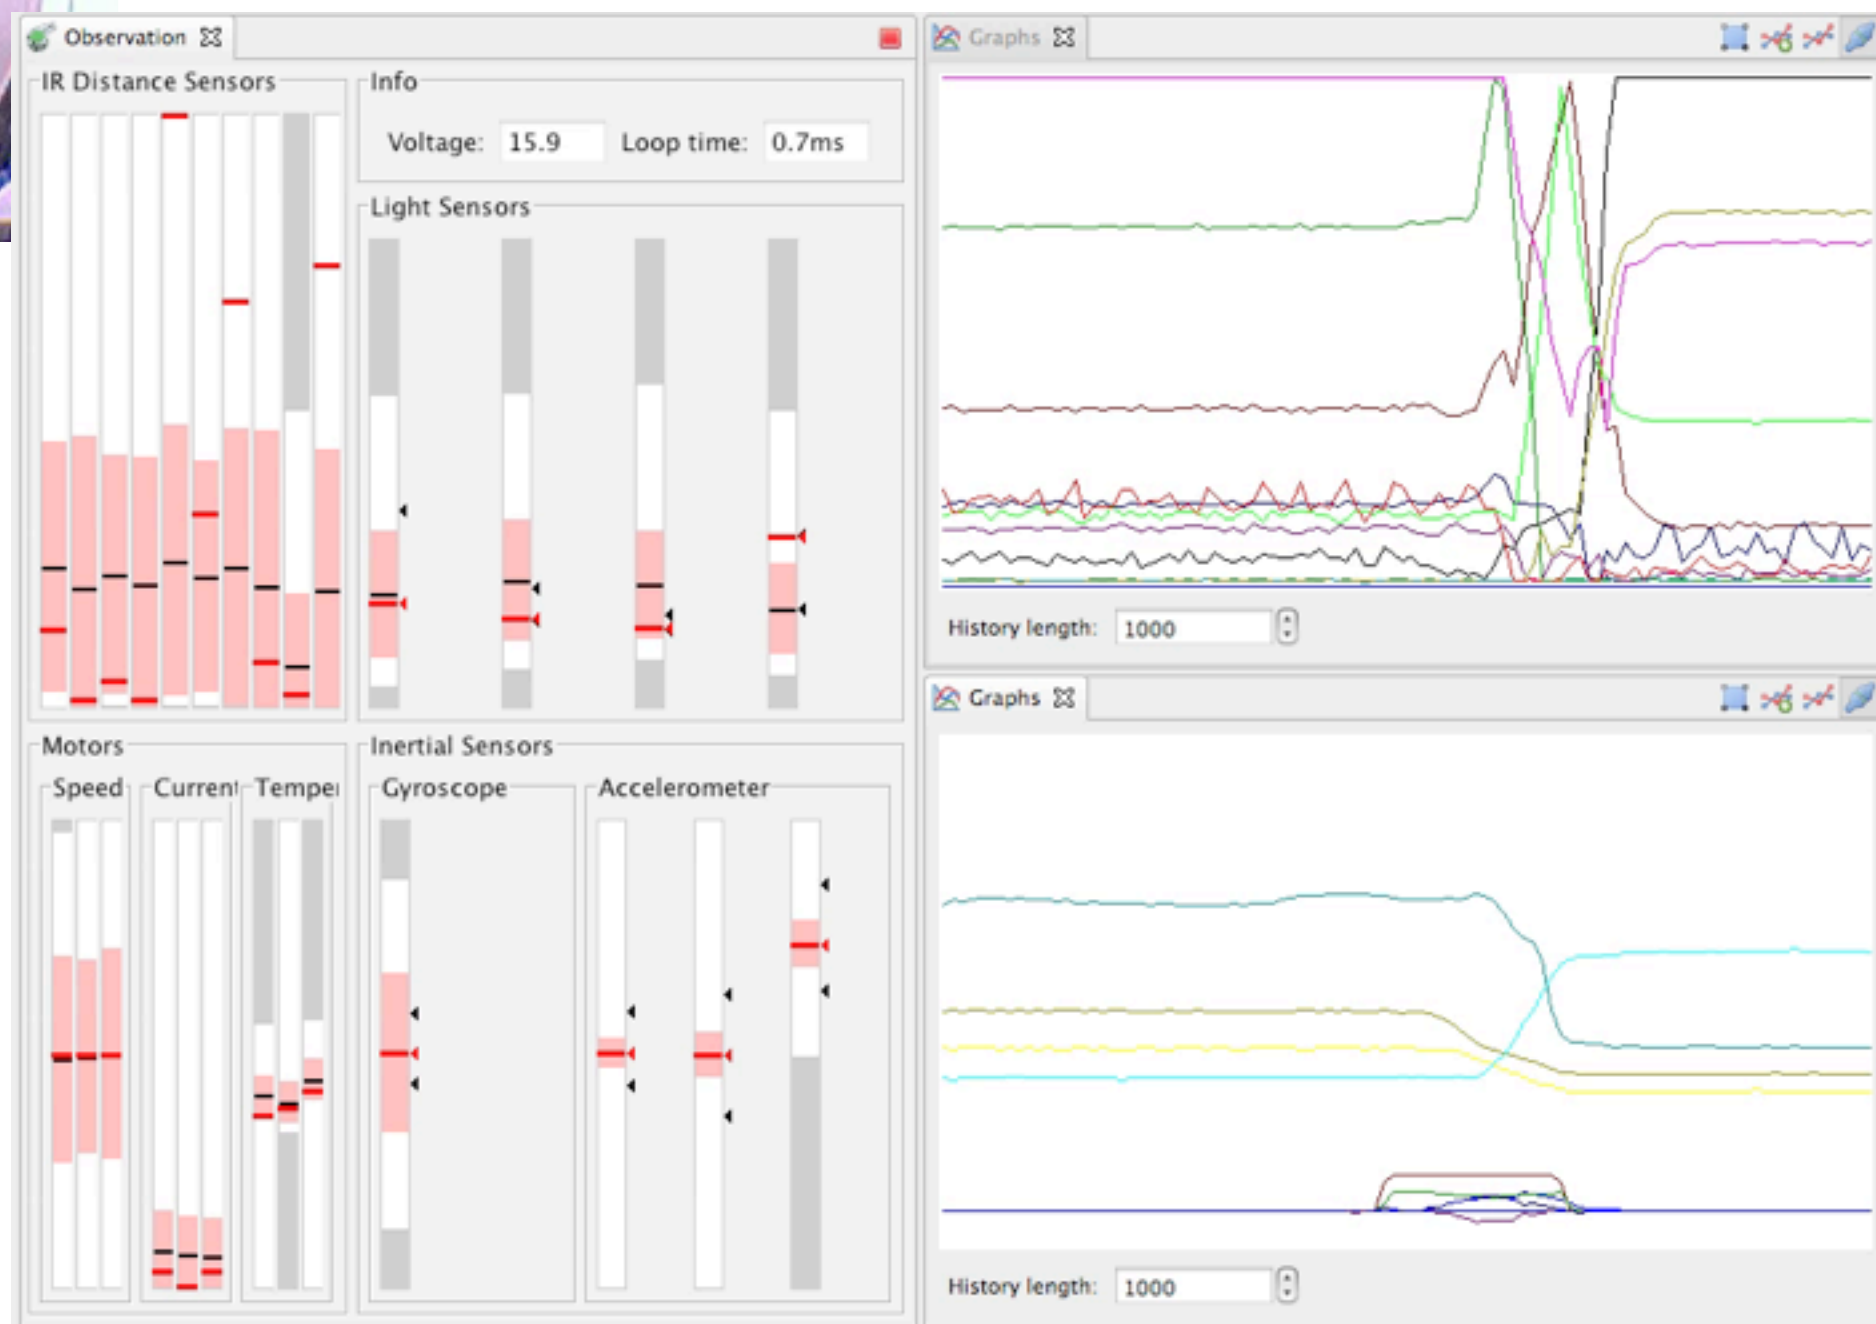 Observation
IR Distance Sensors
Info
Voltage: 15.9 Loop time: 0.7ms
Light Sensors
Motors
Speed
Current
Temper
Inertial Sensors
Gyroscope
Accelerometer
Graphs
History length: 1000
Graphs
History length: 1000